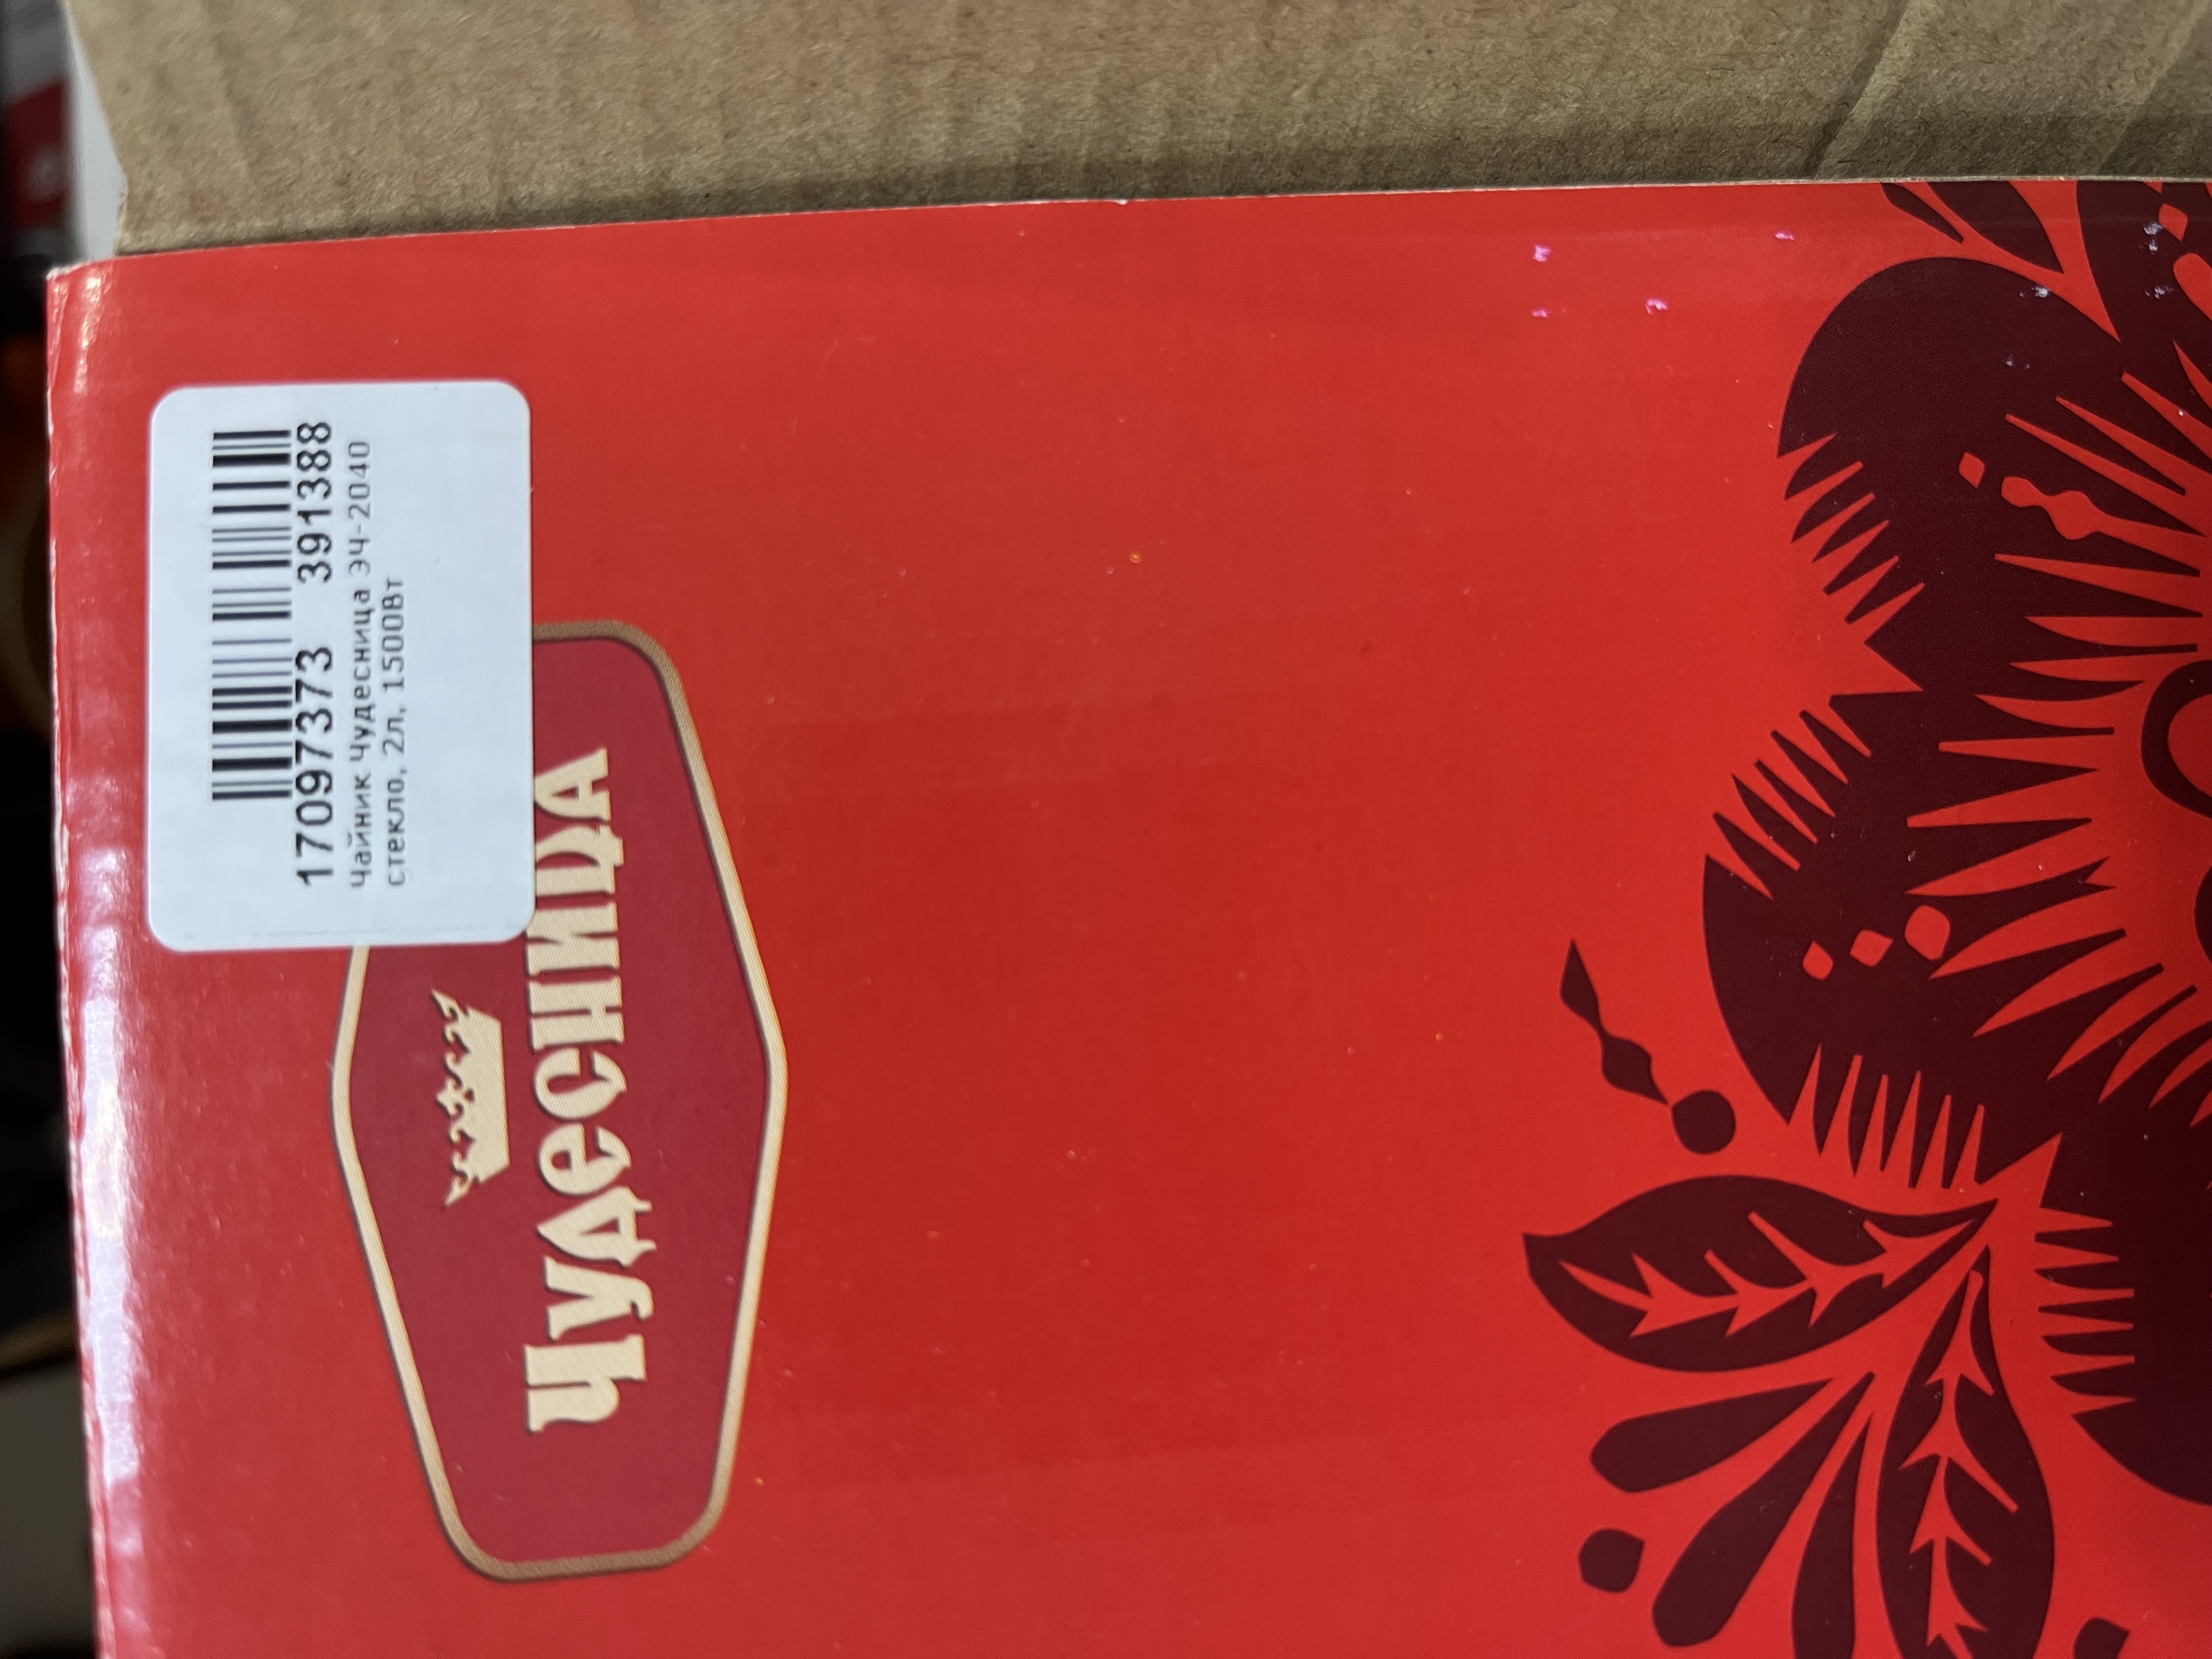 17097373 391388
Чайник Чудесница ЭЧ-2040
стекло, 2л, 1500Вт
Чудесница